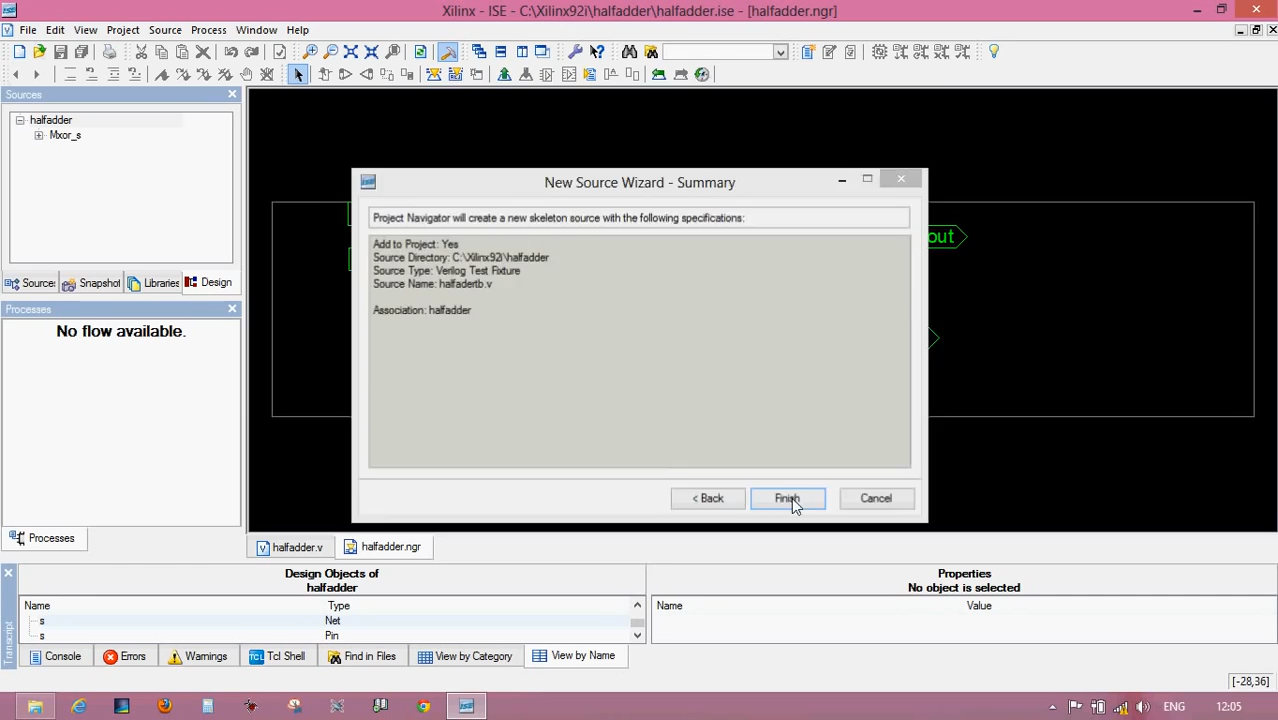 Xilinx - ISE - C:\Xilinx92i\halfadder\halfadder.ise - [halfadder.ngr]
File Edit View Project Source Process Window Help
Sources
halfadder
Mxor_s
Source: Snapshot Libraries Design
Processes
No flow available.
Processes
New Source Wizard - Summary
Project Navigator will create a new skeleton source with the following specifications:
Add to Project: Yes
Source Directory: C:\Xilinx92i\halfadder
Source Type: Verilog Test Fixture
Source Name: halfadertb.v
Association: halfadder
< Back Finish Cancel
out
halfadder.v halfadder.ngr
Transcript
Design Objects of
halfadder
Name Type
s Net
s Pin
Properties
No object is selected
Name Value
Console Errors Warnings Tcl Shell Find in Files View by Category View by Name
[-28,36]
ENG 12:05